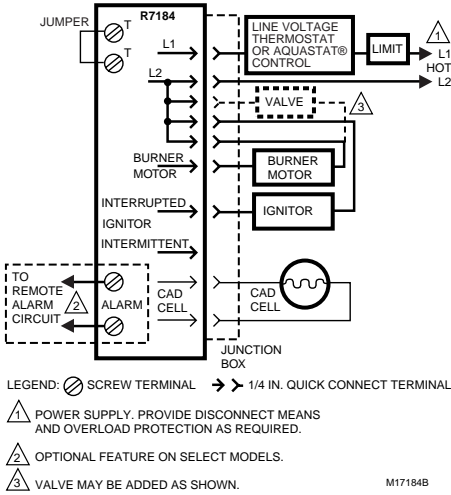 JUMPER
R7184
T
T
L1
L2
LINE VOLTAGE
THERMOSTAT
OR AQUASTAT®
CONTROL
LIMIT
1
L1
HOT
L2
VALVE
3
BURNER
MOTOR
BURNER
MOTOR
INTERRUPTED
IGNITOR
INTERMITTENT
IGNITOR
TO
REMOTE
ALARM
CIRCUIT
2
ALARM
CAD
CELL
CAD
CELL
JUNCTION
BOX
LEGEND: SCREW TERMINAL 1/4 IN. QUICK CONNECT TERMINAL
1 POWER SUPPLY. PROVIDE DISCONNECT MEANS
AND OVERLOAD PROTECTION AS REQUIRED.
2 OPTIONAL FEATURE ON SELECT MODELS.
3 VALVE MAY BE ADDED AS SHOWN.
M17184B